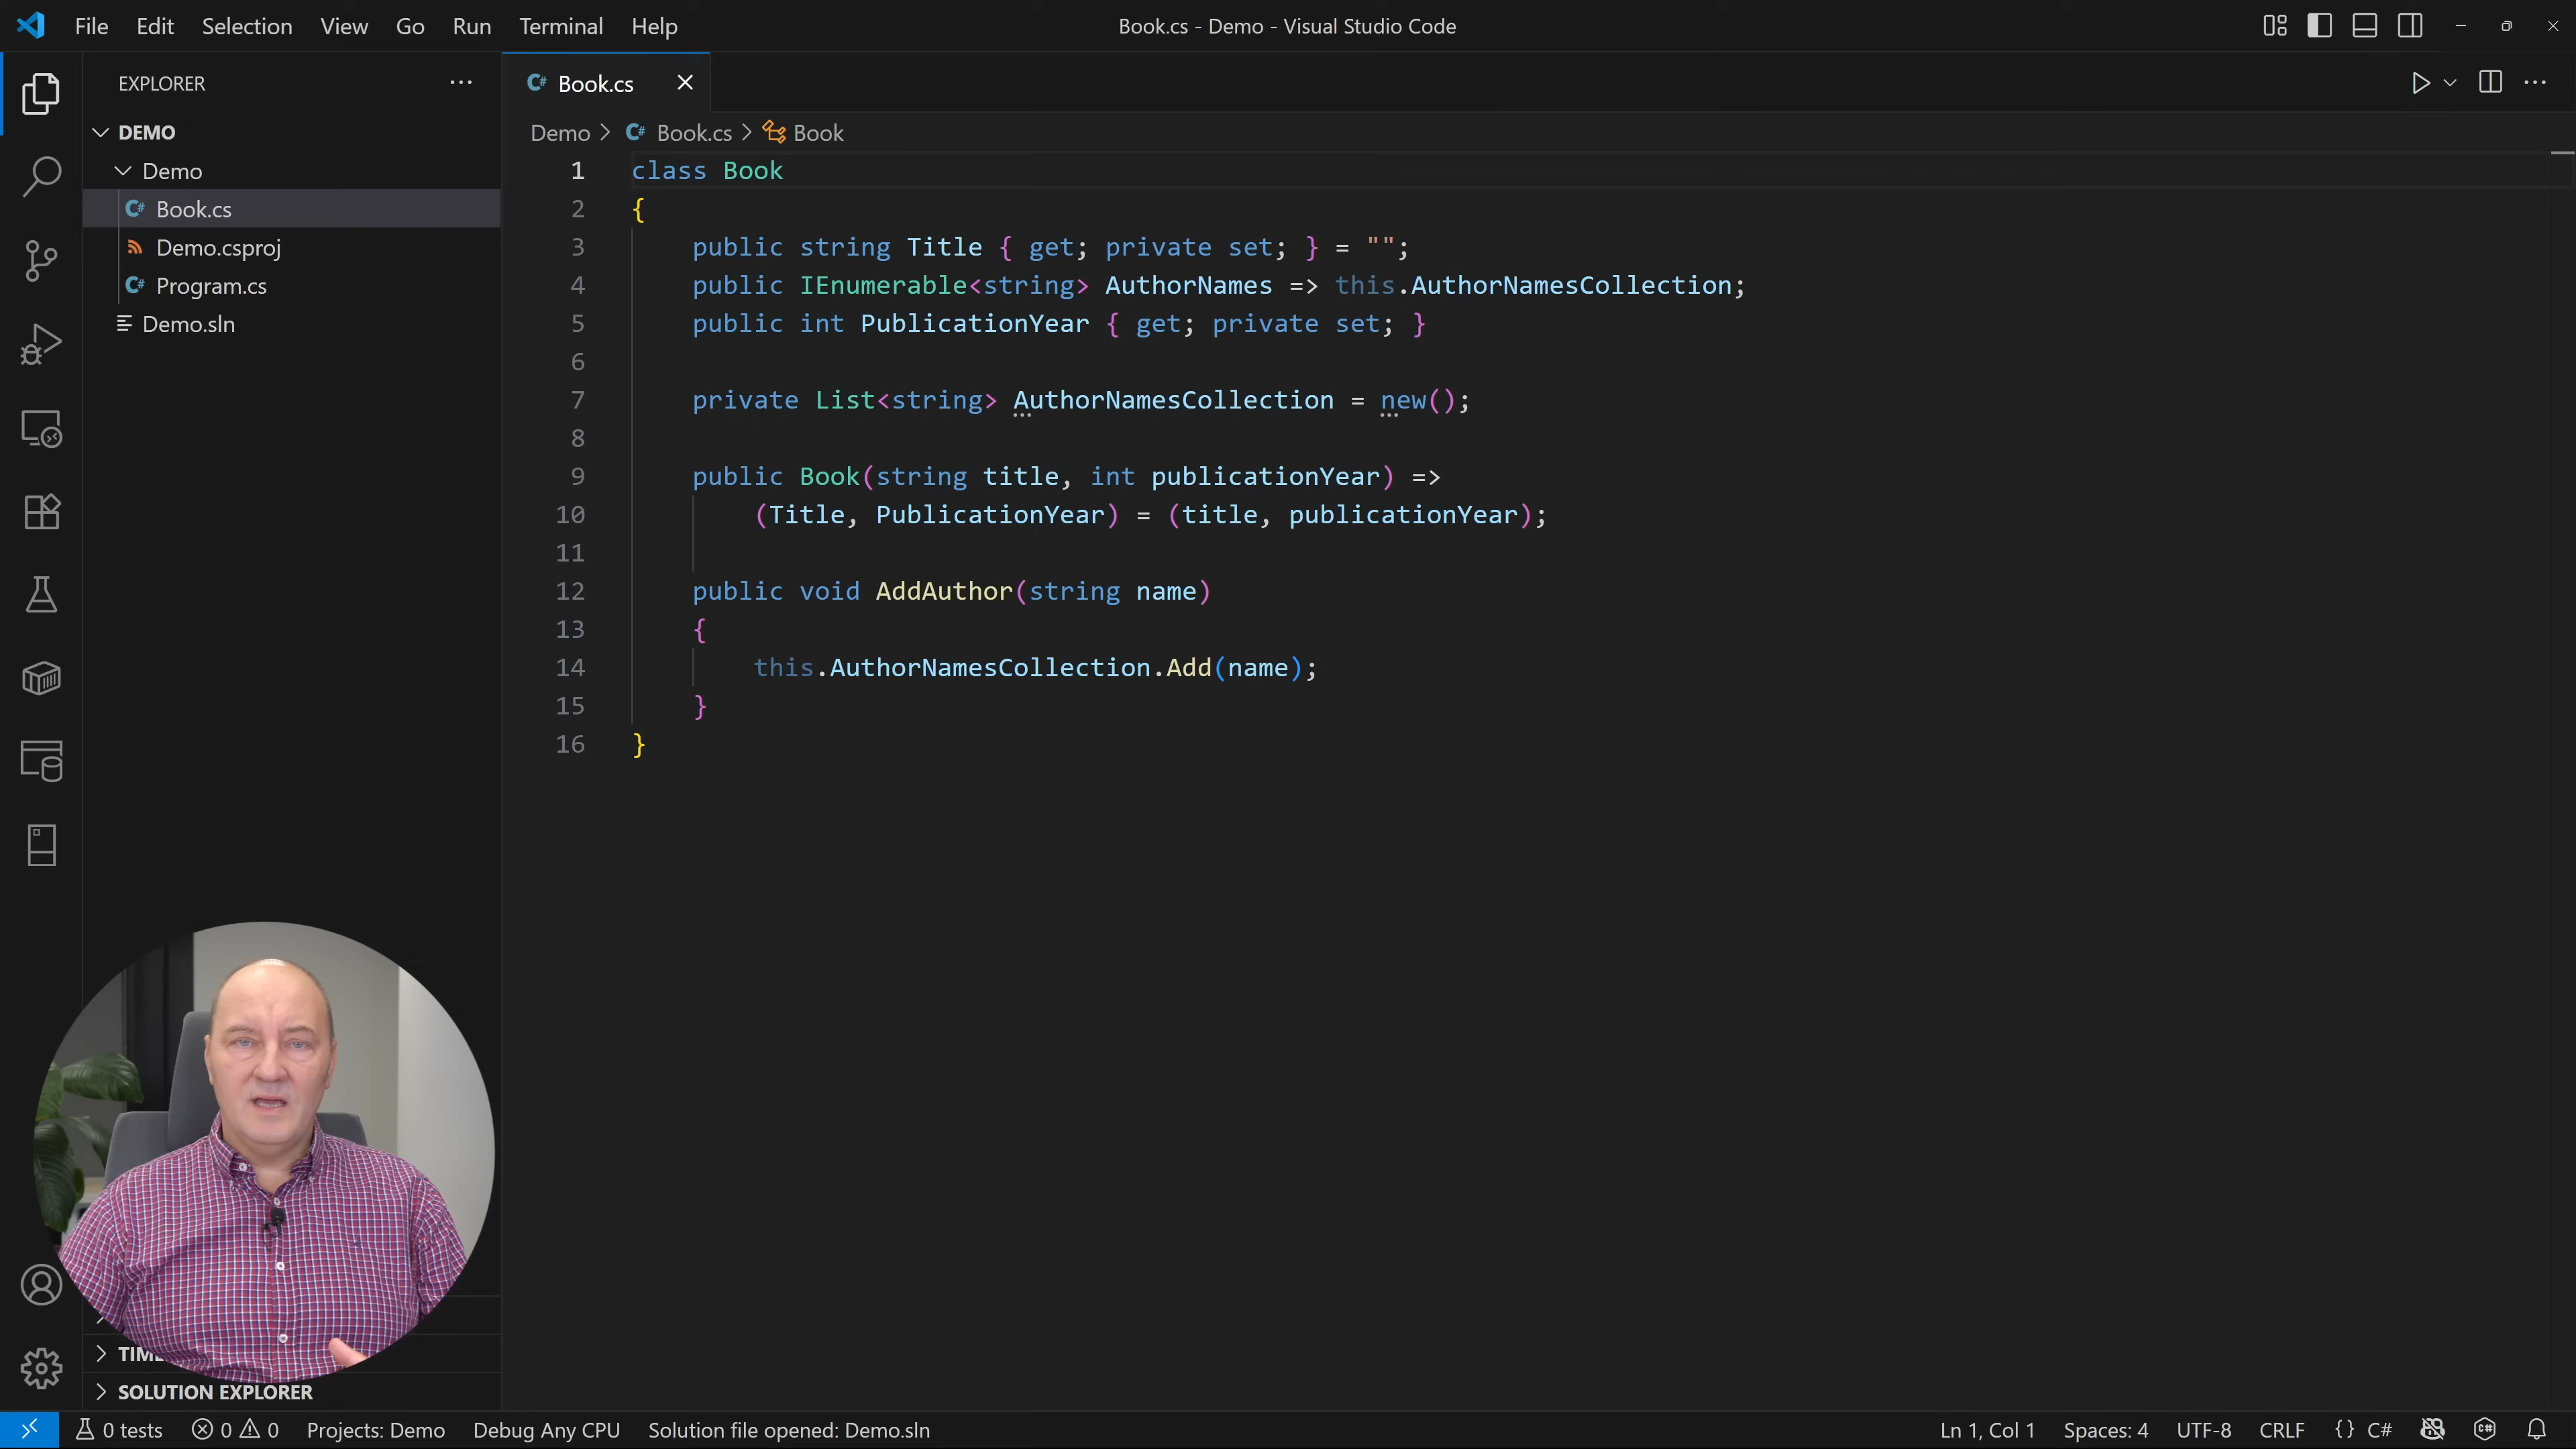 File Edit Selection View Go Run Terminal Help
Book.cs - Demo - Visual Studio Code
EXPLORER
DEMO
Demo
Book.cs
Demo.csproj
Program.cs
Demo.sln
Book.cs
Demo > Book.cs > Book
1 class Book
2 {
3     public string Title { get; private set; } = "";
4     public IEnumerable<string> AuthorNames => this.AuthorNamesCollection;
5     public int PublicationYear { get; private set; }
6
7     private List<string> AuthorNamesCollection = new();
8
9     public Book(string title, int publicationYear) =>
10         (Title, PublicationYear) = (title, publicationYear);
11
12     public void AddAuthor(string name)
13     {
14         this.AuthorNamesCollection.Add(name);
15     }
16 }
SOLUTION EXPLORER
0 tests 0 0 Projects: Demo Debug Any CPU Solution file opened: Demo.sln
Ln 1, Col 1 Spaces: 4 UTF-8 CRLF {} C#